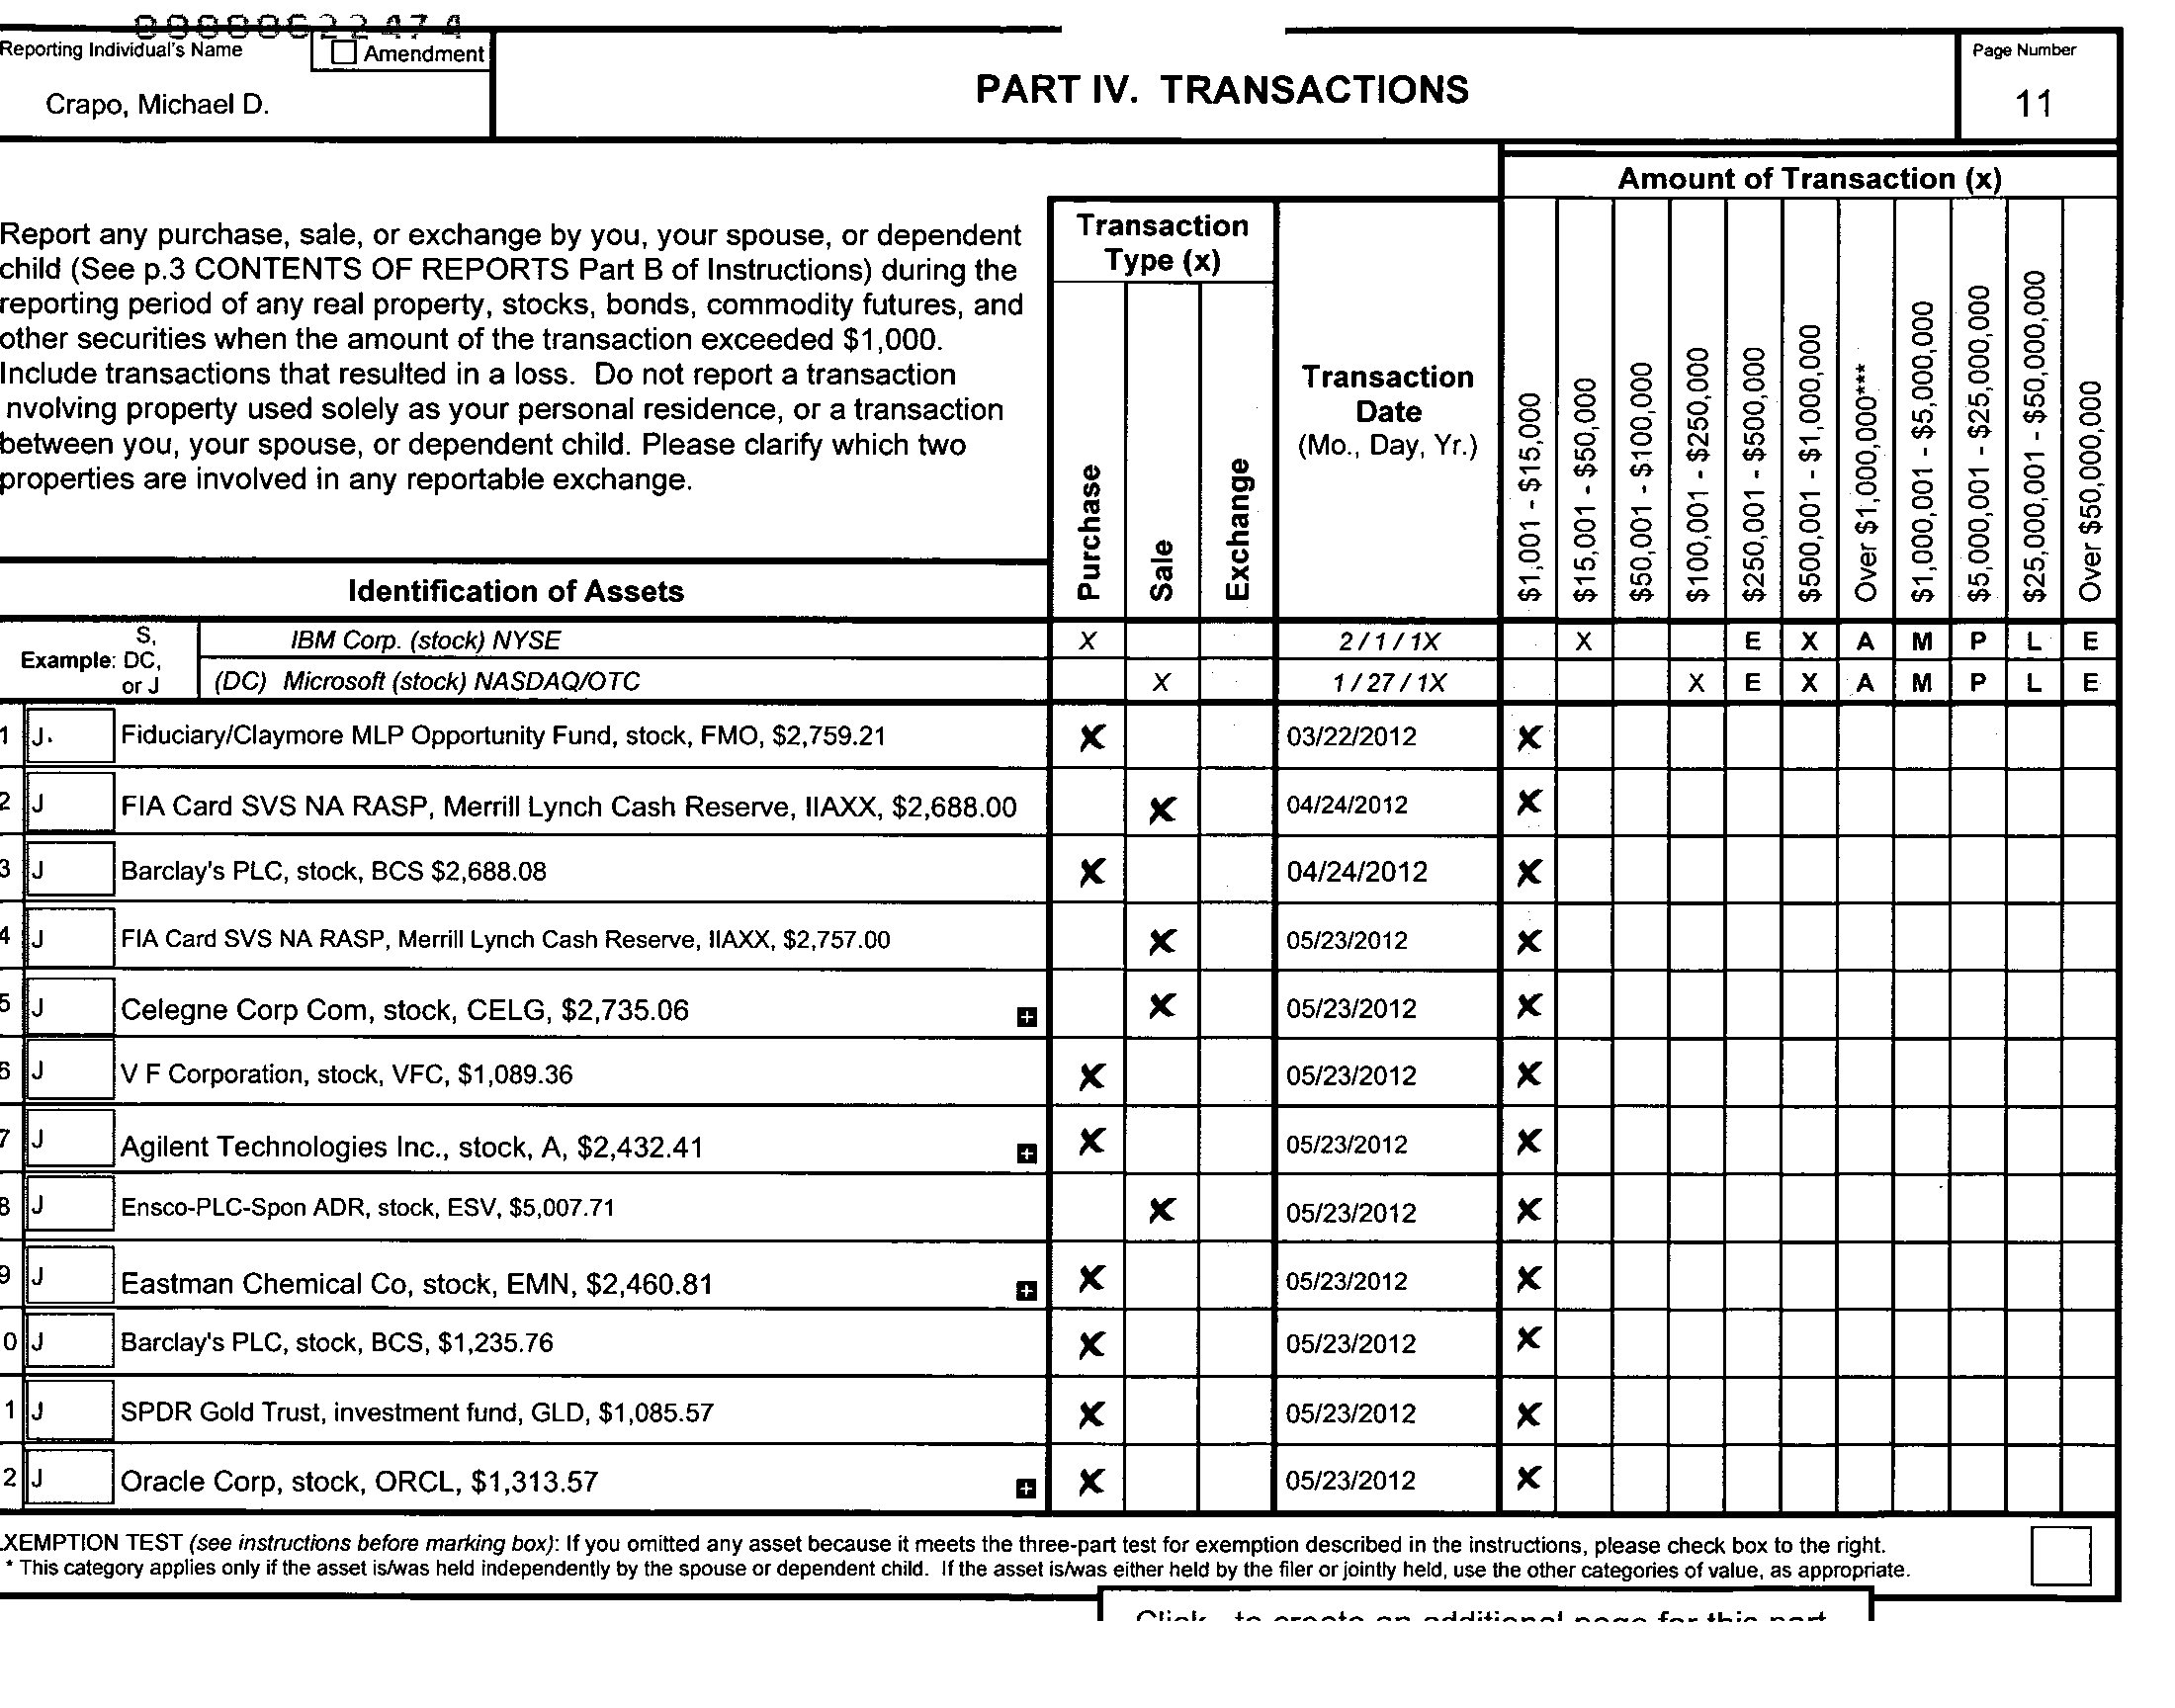 00000622474
Reporting Individual's Name
Amendment
Crapo, Michael D.
PART IV. TRANSACTIONS
Page Number
11
Amount of Transaction (x)
Report any purchase, sale, or exchange by you, your spouse, or dependent
child (See p.3 CONTENTS OF REPORTS Part B of Instructions) during the
reporting period of any real property, stocks, bonds, commodity futures, and
other securities when the amount of the transaction exceeded $1,000.
Include transactions that resulted in a loss. Do not report a transaction
nvolving property used solely as your personal residence, or a transaction
between you, your spouse, or dependent child. Please clarify which two
properties are involved in any reportable exchange.
Transaction
Type (x)
Purchase
Sale
Exchange
Transaction
Date
(Mo., Day, Yr.)
$1,001 - $15,000
$15,001 - $50,000
$50,001 - $100,000
$100,001 - $250,000
$250,001 - $500,000
$500,001 - $1,000,000
Over $1,000,000***
$1,000,001 - $5,000,000
$5,000,001 - $25,000,000
$25,000,001 - $50,000,000
Over $50,000,000
Identification of Assets
Example: S, DC, or J
IBM Corp. (stock) NYSE X 2 / 1 / 1X X E X A M P L E
(DC) Microsoft (stock) NASDAQ/OTC X 1 / 27 / 1X X E X A M P L E
1 J. Fiduciary/Claymore MLP Opportunity Fund, stock, FMO, $2,759.21 X 03/22/2012 X
2 J FIA Card SVS NA RASP, Merrill Lynch Cash Reserve, IIAXX, $2,688.00 X 04/24/2012 X
3 J Barclay's PLC, stock, BCS $2,688.08 X 04/24/2012 X
4 J FIA Card SVS NA RASP, Merrill Lynch Cash Reserve, IIAXX, $2,757.00 X 05/23/2012 X
5 J Celegne Corp Com, stock, CELG, $2,735.06 + X 05/23/2012 X
6 J V F Corporation, stock, VFC, $1,089.36 X 05/23/2012 X
7 J Agilent Technologies Inc., stock, A, $2,432.41 + X 05/23/2012 X
8 J Ensco-PLC-Spon ADR, stock, ESV, $5,007.71 X 05/23/2012 X
9 J Eastman Chemical Co, stock, EMN, $2,460.81 + X 05/23/2012 X
0 J Barclay's PLC, stock, BCS, $1,235.76 X 05/23/2012 X
1 J SPDR Gold Trust, investment fund, GLD, $1,085.57 X 05/23/2012 X
2 J Oracle Corp, stock, ORCL, $1,313.57 + X 05/23/2012 X
XEMPTION TEST (see instructions before marking box): If you omitted any asset because it meets the three-part test for exemption described in the instructions, please check box to the right.
* This category applies only if the asset is/was held independently by the spouse or dependent child. If the asset is/was either held by the filer or jointly held, use the other categories of value, as appropriate.
Click to create an additional page for this part